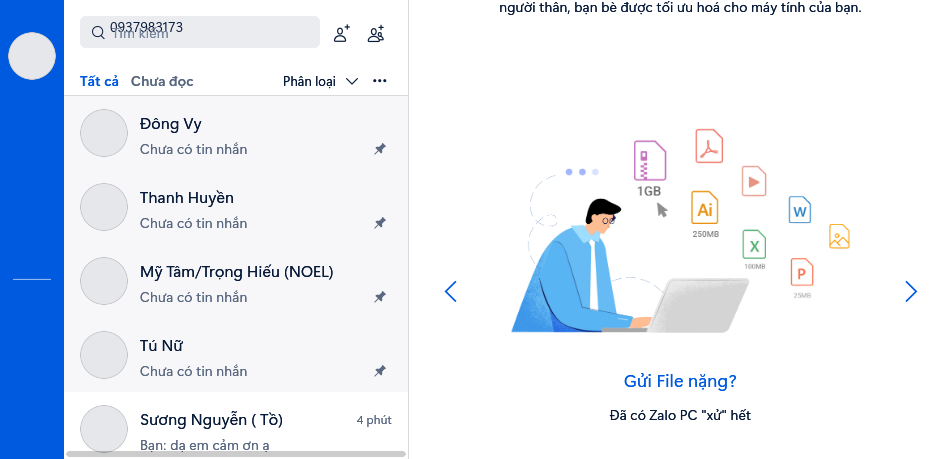 0937983173
Tìm kiếm
Tất cả Chưa đọc Phân loại
Đông Vy
Chưa có tin nhắn
Thanh Huyền
Chưa có tin nhắn
Mỹ Tâm/Trọng Hiếu (NOEL)
Chưa có tin nhắn
Tú Nữ
Chưa có tin nhắn
Sương Nguyễn ( Tồ) 4 phút
Bạn: dạ em cảm ơn ạ
người thân, bạn bè được tối ưu hoá cho máy tính của bạn.
1GB
Ai
250MB
W
X
100MB
P
25MB
Gửi File nặng?
Đã có Zalo PC "xử" hết